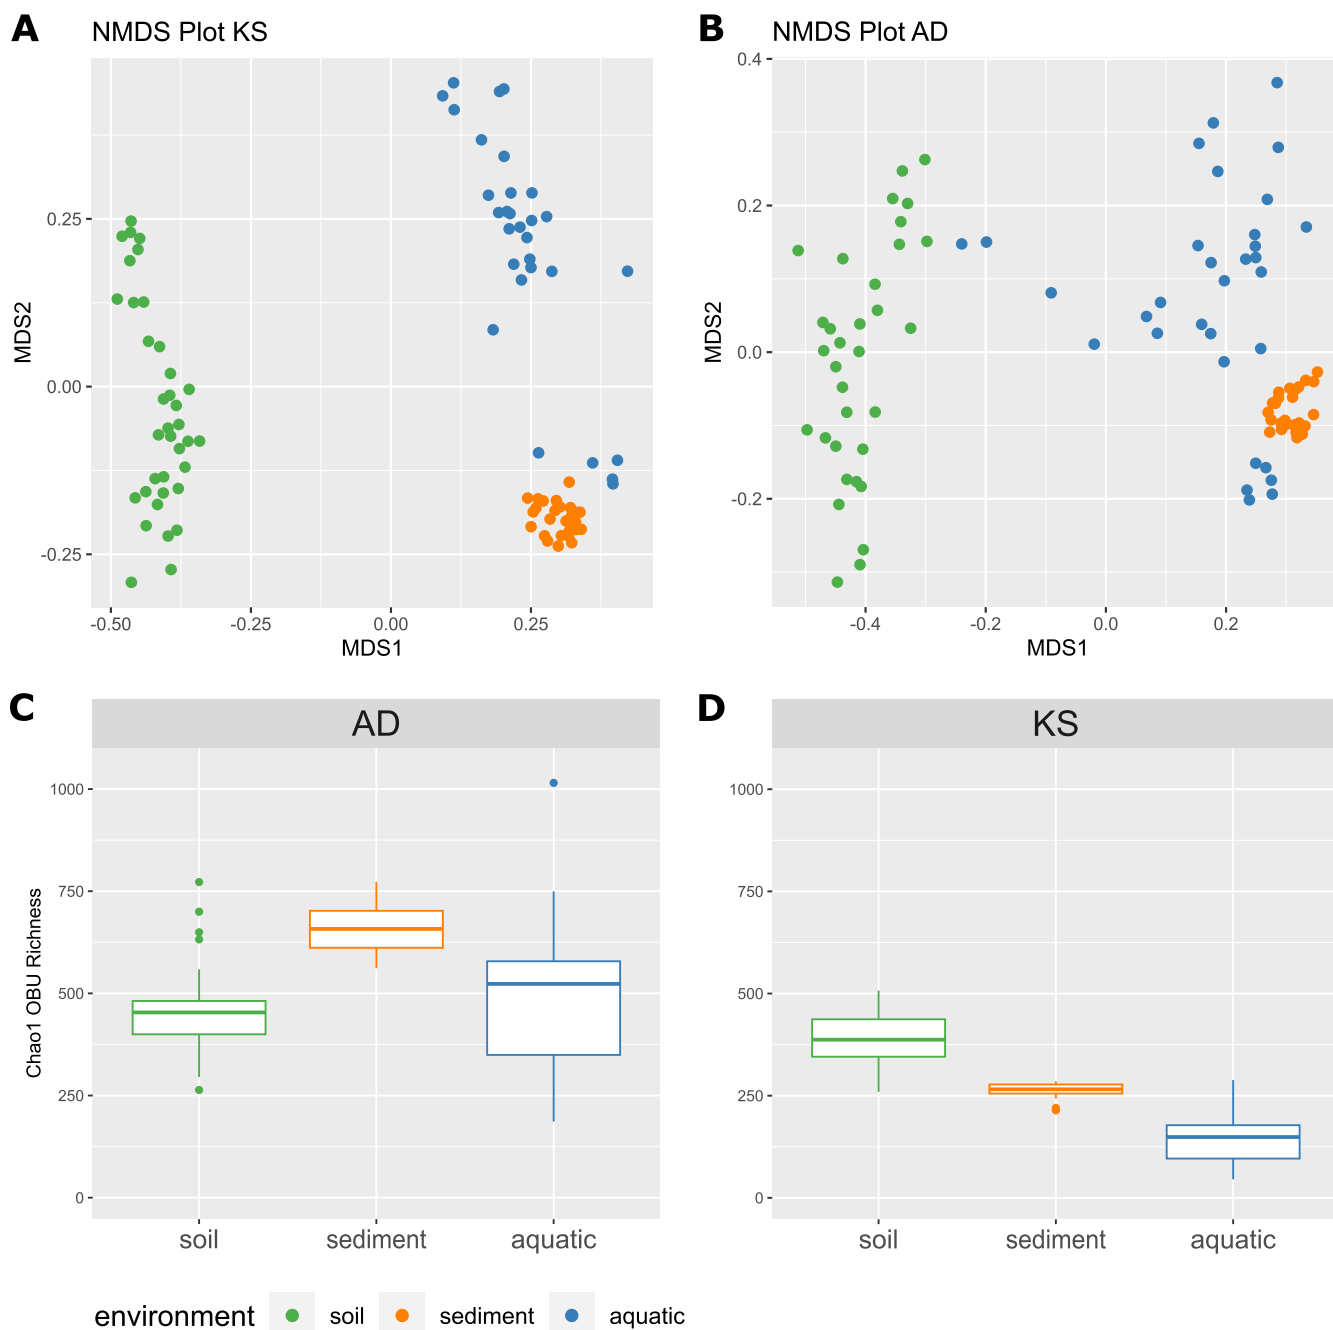 A
NMDS Plot KS
MDS2
0.25
0.00
-0.25
-0.50
-0.25
0.00
0.25
MDS1
B
NMDS Plot AD
MDS2
0.4
0.2
0.0
-0.2
-0.4
-0.2
0.0
0.2
MDS1
C
AD
Chao1 OBU Richness
1000
750
500
250
0
soil
sediment
aquatic
D
KS
1000
750
500
250
0
soil
sediment
aquatic
environment
soil
sediment
aquatic